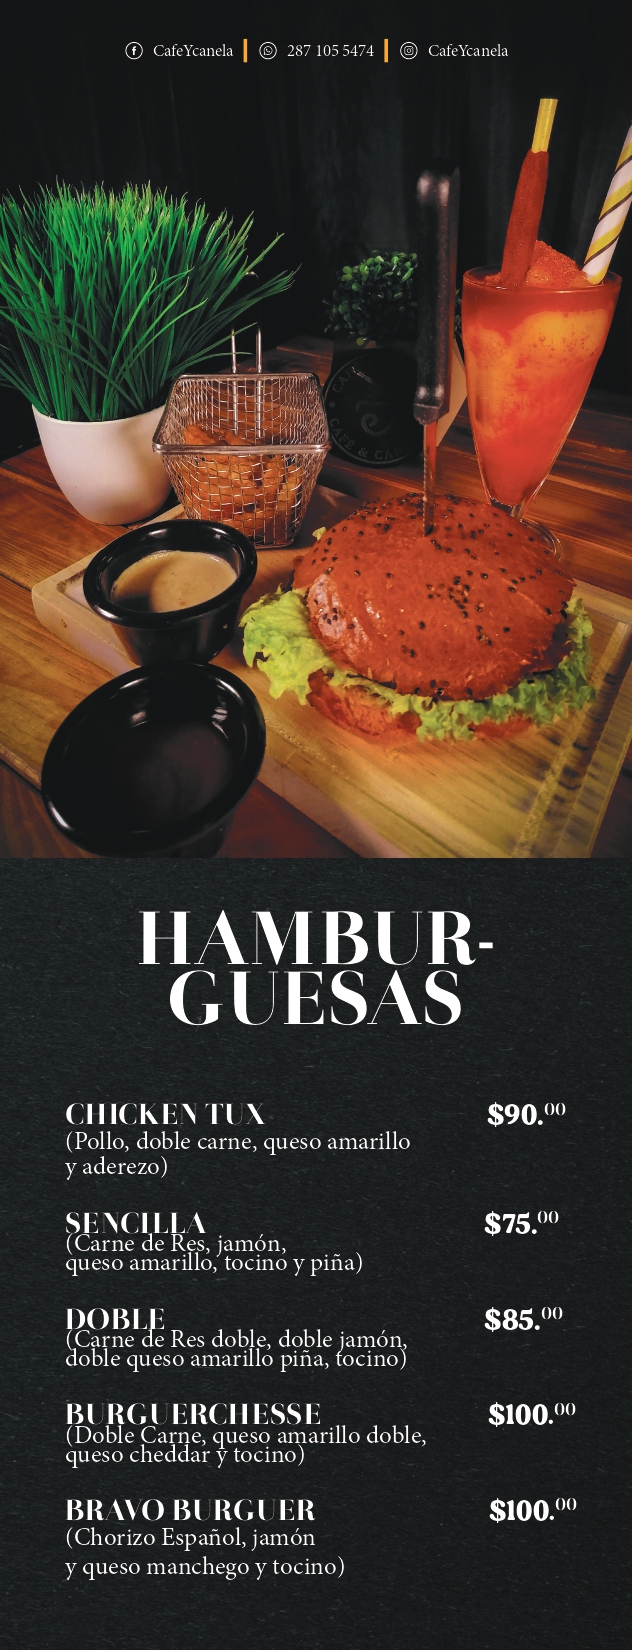 CafeYcanela 287 105 5474 CafeYcanela
CAFÉ & CA
HAMBUR-
GUESAS
CHICKEN TUX $90.00
(Pollo, doble carne, queso amarillo
y aderezo)
SENCILLA $75.00
(Carne de Res, jamón,
queso amarillo, tocino y piña)
DOBLE $85.00
(Carne de Res doble, doble jamón,
doble queso amarillo piña, tocino)
BURGUERCHESSE $100.00
(Doble Carne, queso amarillo doble,
queso cheddar y tocino)
BRAVO BURGUER $100.00
(Chorizo Español, jamón
y queso manchego y tocino)